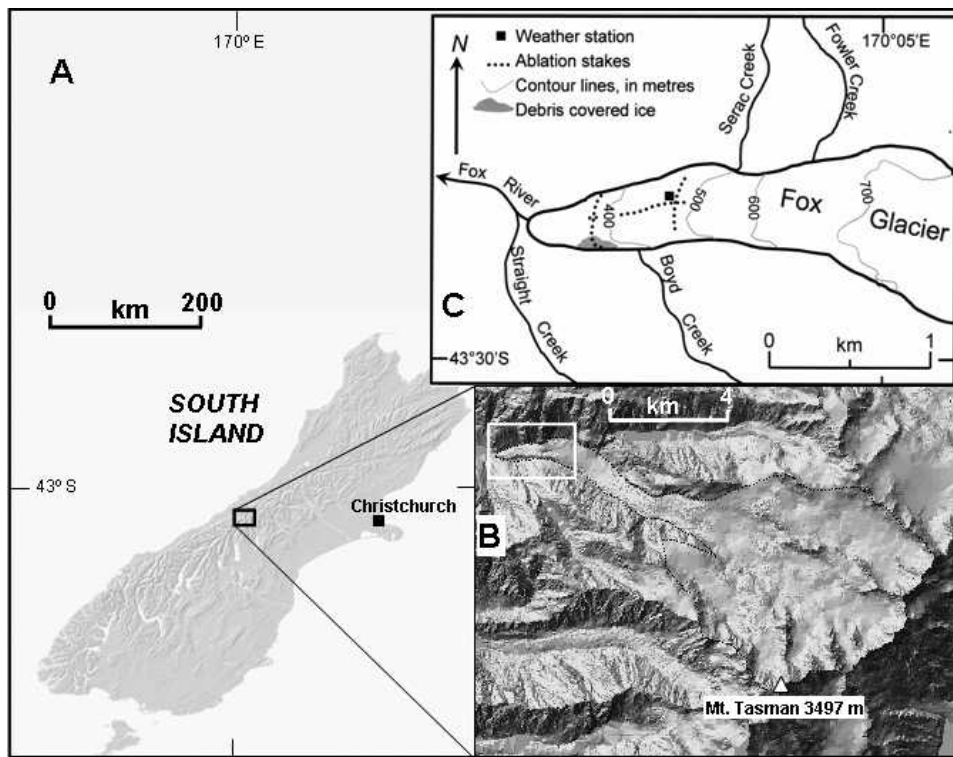 170° E
A
0 200
km
SOUTH
ISLAND
43° S
Christchurch
N
Weather station
Ablation stakes
Contour lines, in metres
Debris covered ice
170°05'E
Serac Creek
Fowler Creek
Fox River
400
500
600
700
Fox
Glacier
Straight Creek
Boyd Creek
C
0 1
km
43°30'S
0 4
km
B
Mt. Tasman 3497 m